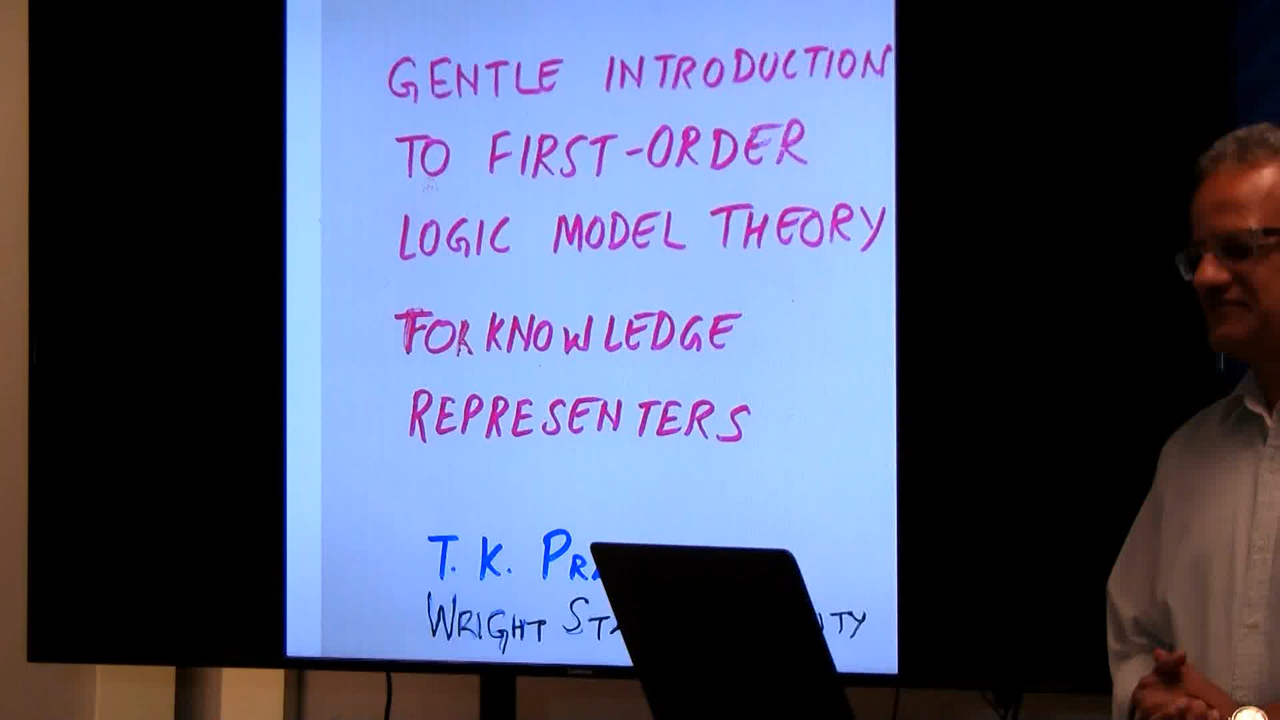 GENTLE INTRODUCTION
TO FIRST-ORDER
LOGIC MODEL THEORY
FOR KNOWLEDGE
REPRESENTERS
T. K.
WRIGHT